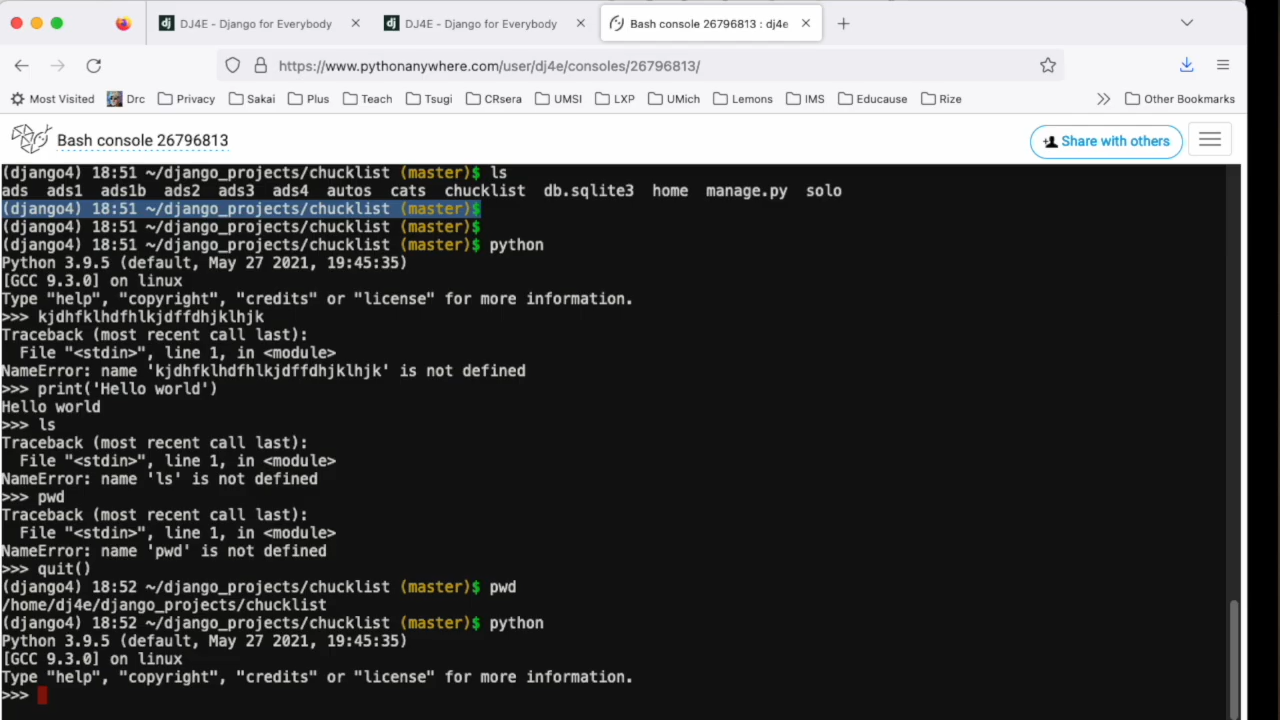 DJ4E - Django for Everybody
DJ4E - Django for Everybody
Bash console 26796813 : dj4e
https://www.pythonanywhere.com/user/dj4e/consoles/26796813/
Most Visited Drc Privacy Sakai Plus Teach Tsugi CRsera UMSI LXP UMich Lemons IMS Educause Rize Other Bookmarks
Bash console 26796813
Share with others
(django4) 18:51 ~/django_projects/chucklist (master)$ ls
ads ads1 ads1b ads2 ads3 ads4 autos cats chucklist db.sqlite3 home manage.py solo
(django4) 18:51 ~/django_projects/chucklist (master)$
(django4) 18:51 ~/django_projects/chucklist (master)$
(django4) 18:51 ~/django_projects/chucklist (master)$ python
Python 3.9.5 (default, May 27 2021, 19:45:35)
[GCC 9.3.0] on linux
Type "help", "copyright", "credits" or "license" for more information.
>>> kjdhfklhdfhlkjdffdhjklhjk
Traceback (most recent call last):
  File "<stdin>", line 1, in <module>
NameError: name 'kjdhfklhdfhlkjdffdhjklhjk' is not defined
>>> print('Hello world')
Hello world
>>> ls
Traceback (most recent call last):
  File "<stdin>", line 1, in <module>
NameError: name 'ls' is not defined
>>> pwd
Traceback (most recent call last):
  File "<stdin>", line 1, in <module>
NameError: name 'pwd' is not defined
>>> quit()
(django4) 18:52 ~/django_projects/chucklist (master)$ pwd
/home/dj4e/django_projects/chucklist
(django4) 18:52 ~/django_projects/chucklist (master)$ python
Python 3.9.5 (default, May 27 2021, 19:45:35)
[GCC 9.3.0] on linux
Type "help", "copyright", "credits" or "license" for more information.
>>>